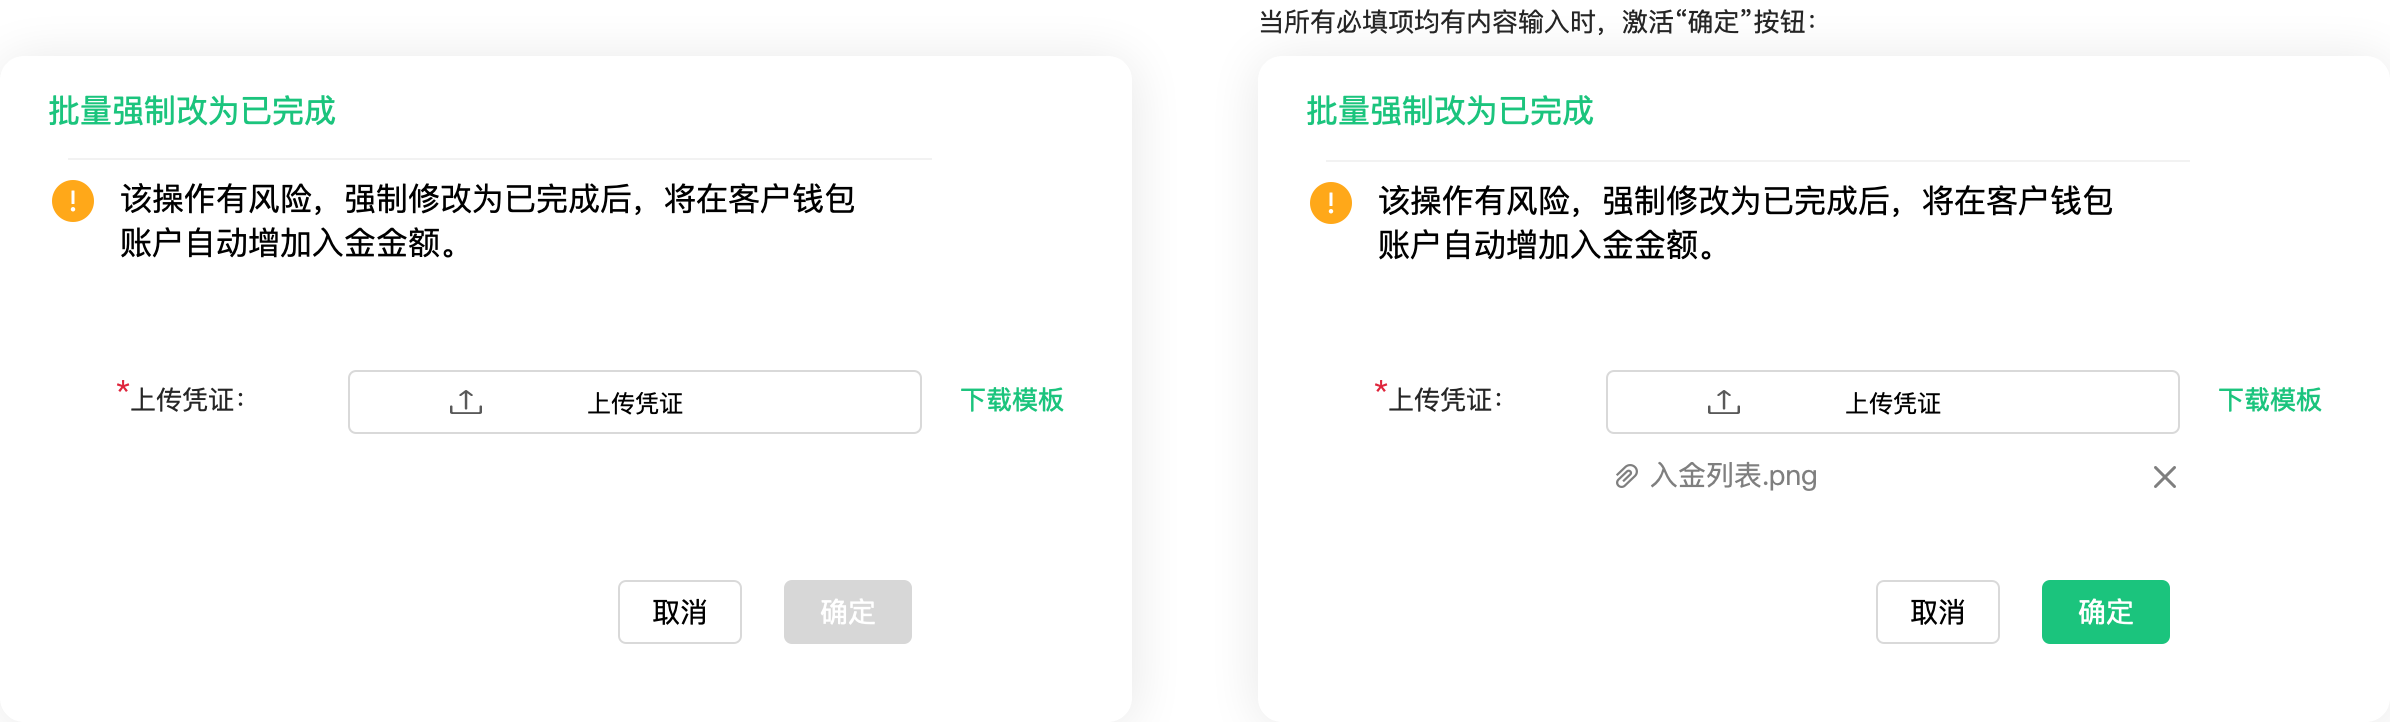 当所有必填项均有内容输入时，激活“确定”按钮：
批量强制改为已完成
该操作有风险，强制修改为已完成后，将在客户钱包
账户自动增加入金金额。
*上传凭证：
上传凭证
下载模板
取消
确定
批量强制改为已完成
该操作有风险，强制修改为已完成后，将在客户钱包
账户自动增加入金金额。
*上传凭证：
上传凭证
下载模板
入金列表.png
取消
确定